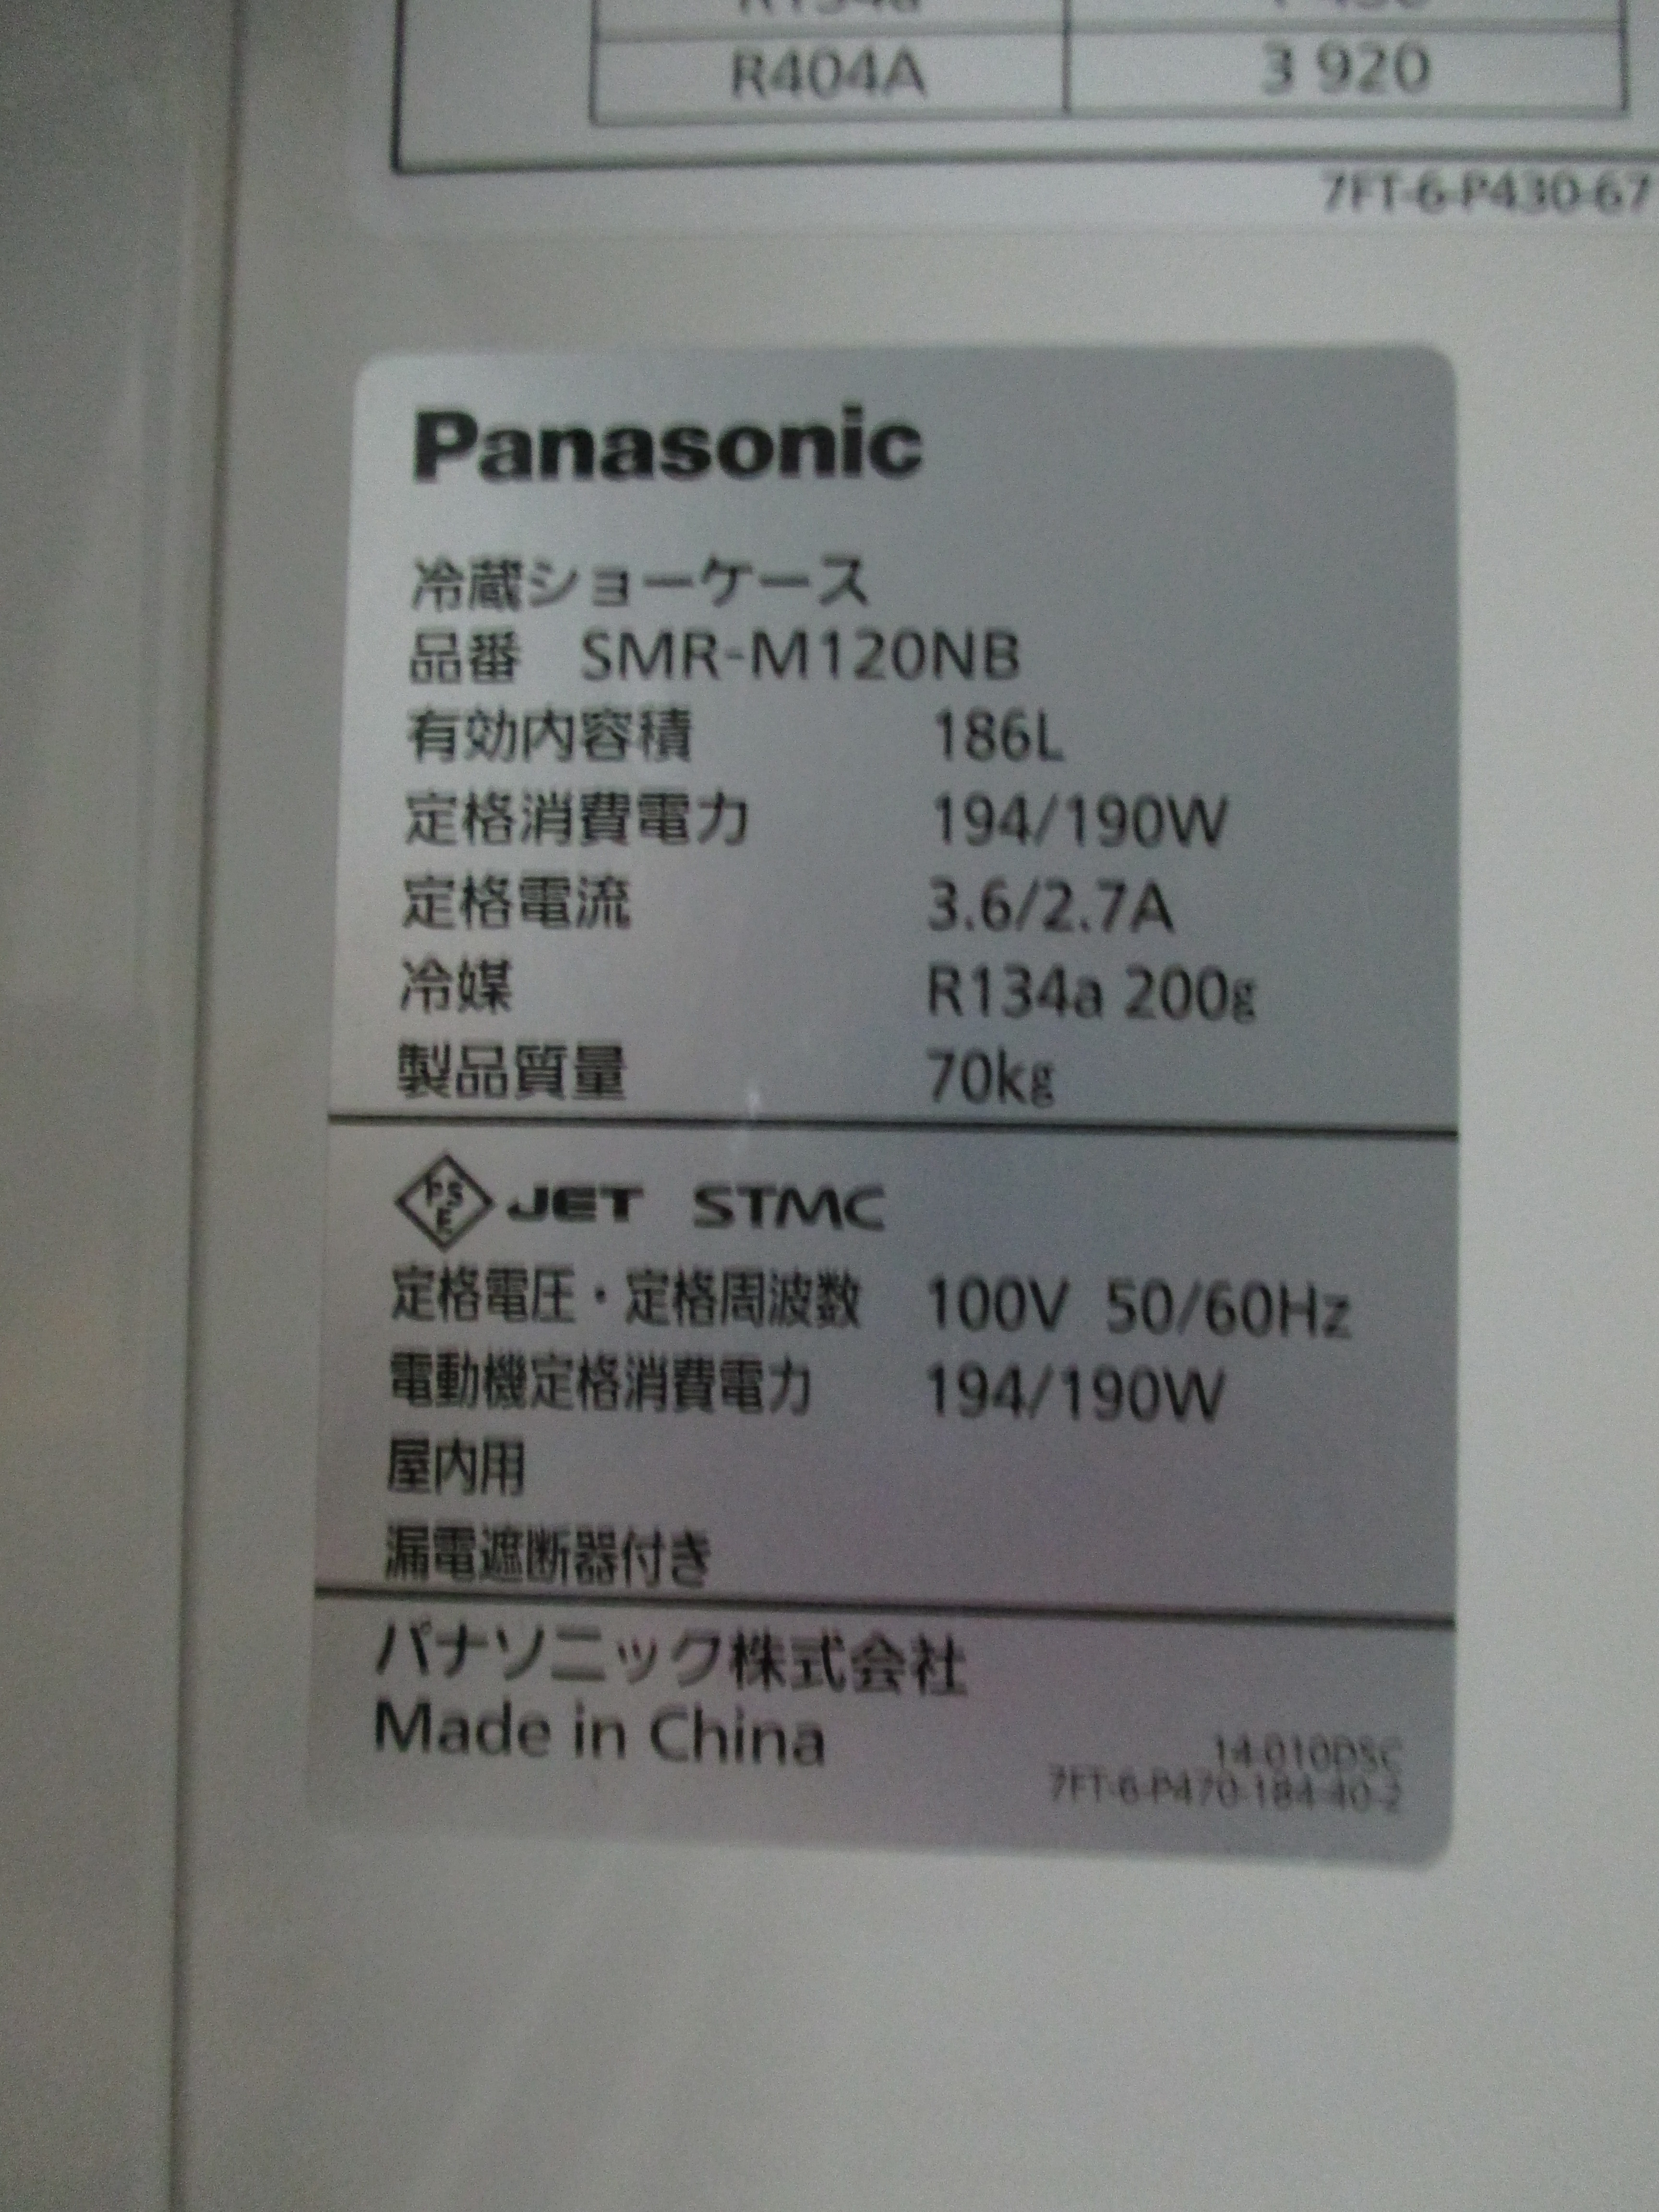 R134a 1 430
R404A 3 920
7FT-6-P430-67
Panasonic
冷蔵ショーケース
品番 SMR-M120NB
有効内容積 186L
定格消費電力 194/190W
定格電流 3.6/2.7A
冷媒 R134a 200g
製品質量 70kg
PSE JET STMC
定格電圧・定格周波数 100V 50/60Hz
電動機定格消費電力 194/190W
屋内用
漏電遮断器付き
パナソニック株式会社
Made in China
14-010DSC
7FT-6-P470-184-40-2